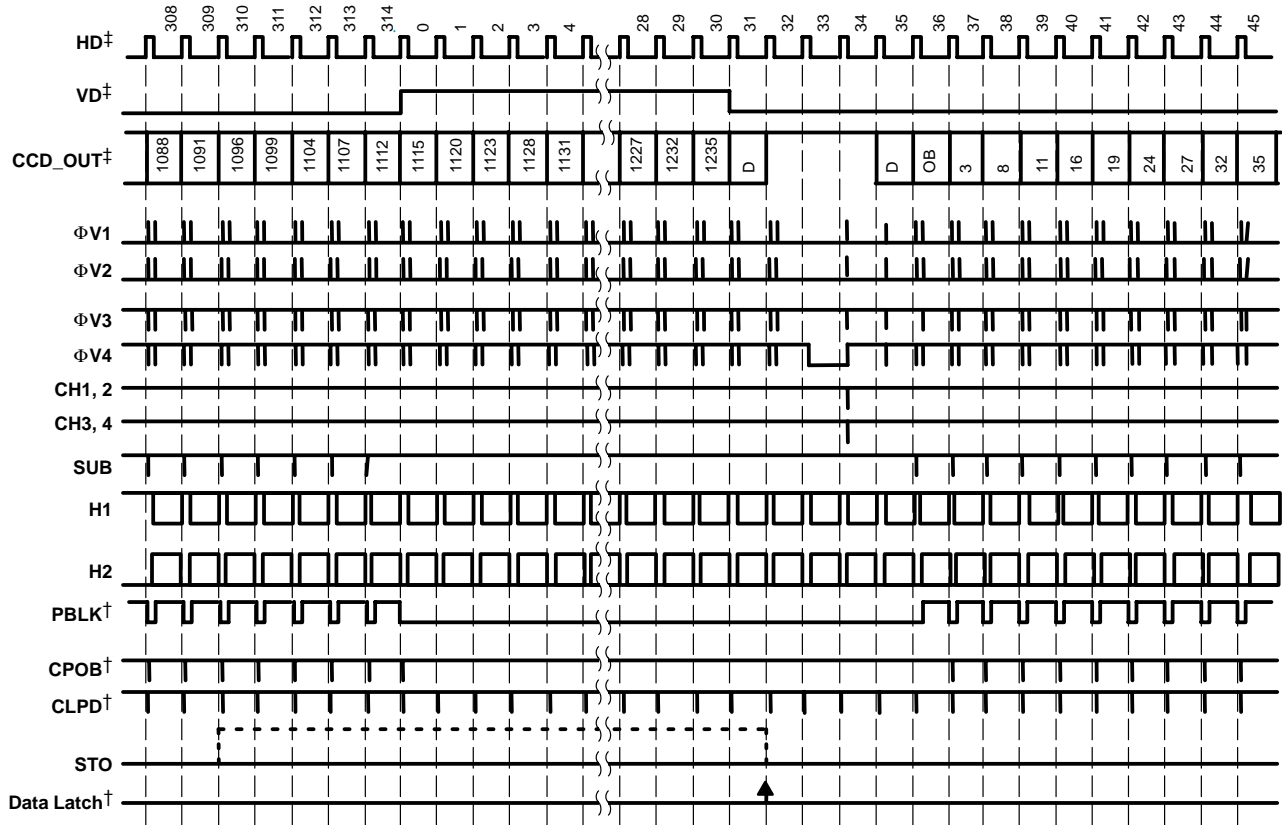 308 309 310 311 312 313 314 0 1 2 3 4 28 29 30 31 32 33 34 35 36 37 38 39 40 41 42 43 44 45
HD‡
VD‡
CCD_OUT‡ 1088 1091 1096 1099 1104 1107 1112 1115 1120 1123 1128 1131 1227 1232 1235 D D OB 3 8 11 16 19 24 27 32 35
ΦV1
ΦV2
ΦV3
ΦV4
CH1, 2
CH3, 4
SUB
H1
H2
PBLK†
CPOB†
CLPD†
STO
Data Latch†